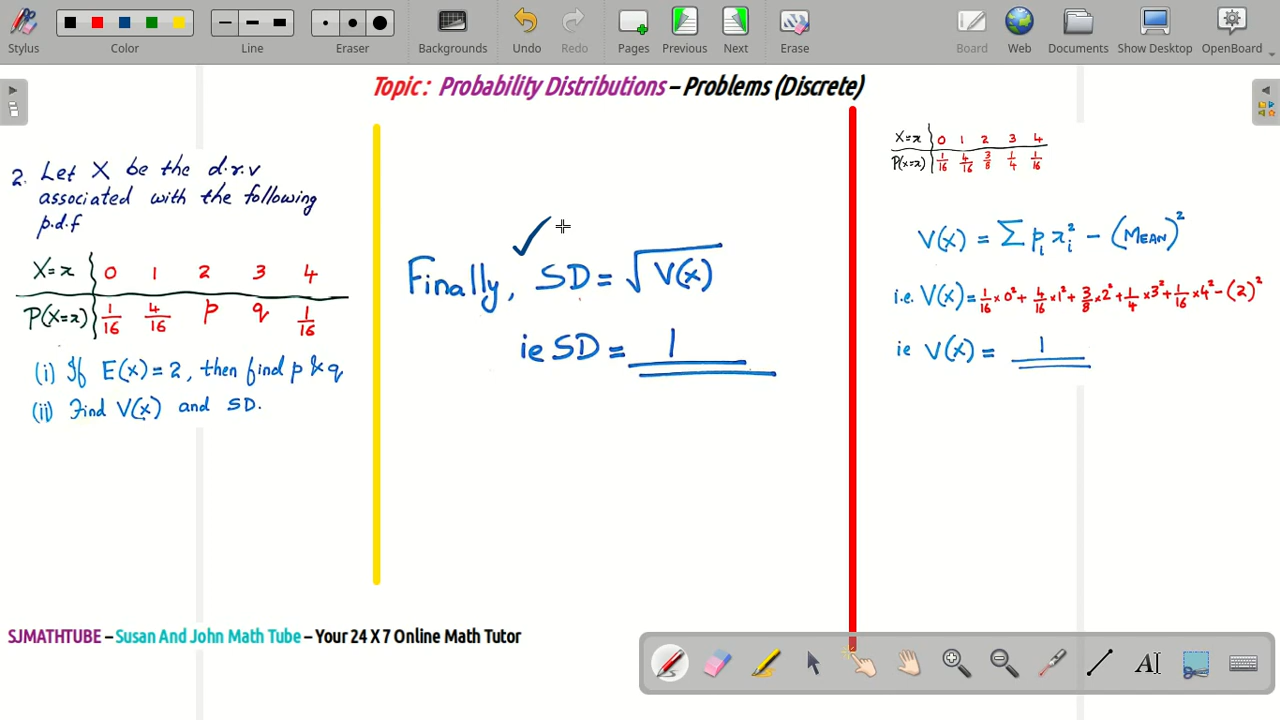 Stylus Color Line Eraser Backgrounds Undo Redo Pages Previous Next Erase Board Web Documents Show Desktop OpenBoard
Topic : Probability Distributions – Problems (Discrete)
2. Let X be the d.r.v
associated with the following
p.d.f
X=x 0 1 2 3 4
P(X=x) 1/16 4/16 p q 1/16
(i) If E(x)=2, then find p & q
(ii) Find V(x) and SD.
Finally, SD = √V(x)
ie SD = 1
X=x 0 1 2 3 4
P(X=x) 1/16 4/16 3/8 1/4 1/16
V(x) = Σ pᵢ xᵢ² – (MEAN)²
i.e. V(x) = 1/16 × 0² + 4/16 × 1² + 3/8 × 2² + 1/4 × 3² + 1/16 × 4² – (2)²
ie V(x) = 1
SJMATHTUBE – Susan And John Math Tube – Your 24 X 7 Online Math Tutor